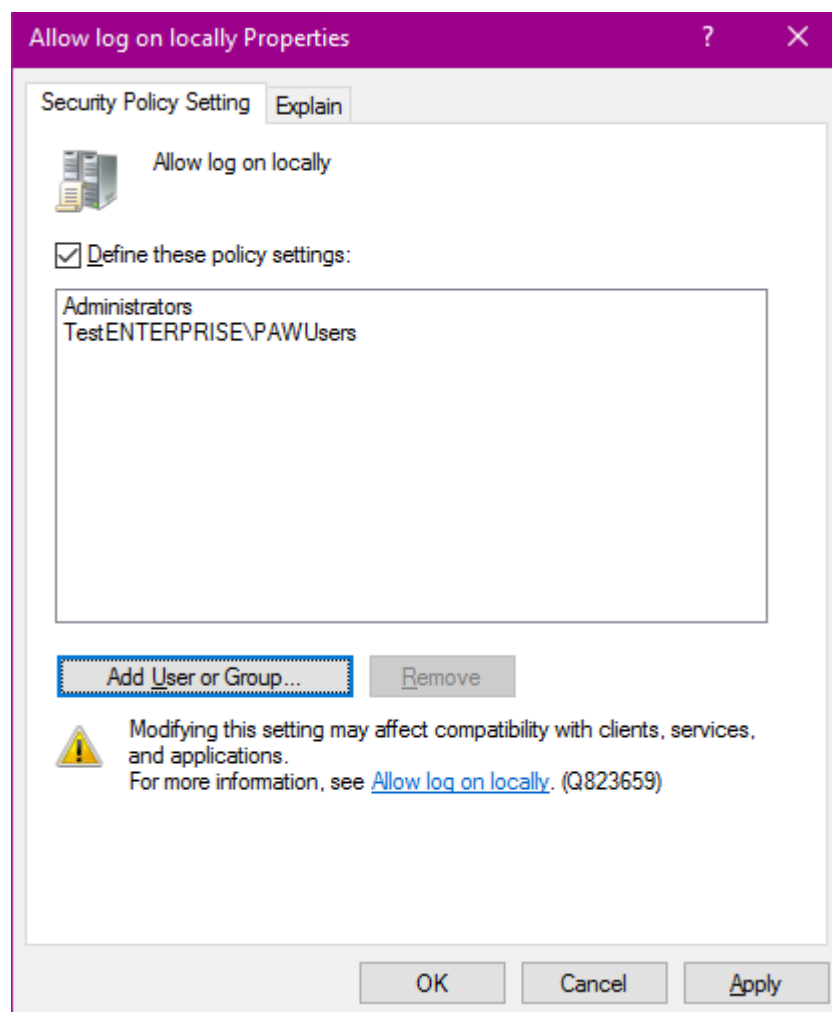 Allow log on locally Properties
?
Security Policy Setting
Explain
Allow log on locally
Define these policy settings:
Administrators
TestENTERPRISE\PAWUsers
Add User or Group...
Remove
Modifying this setting may affect compatibility with clients, services,
and applications.
For more information, see Allow log on locally. (Q823659)
OK
Cancel
Apply